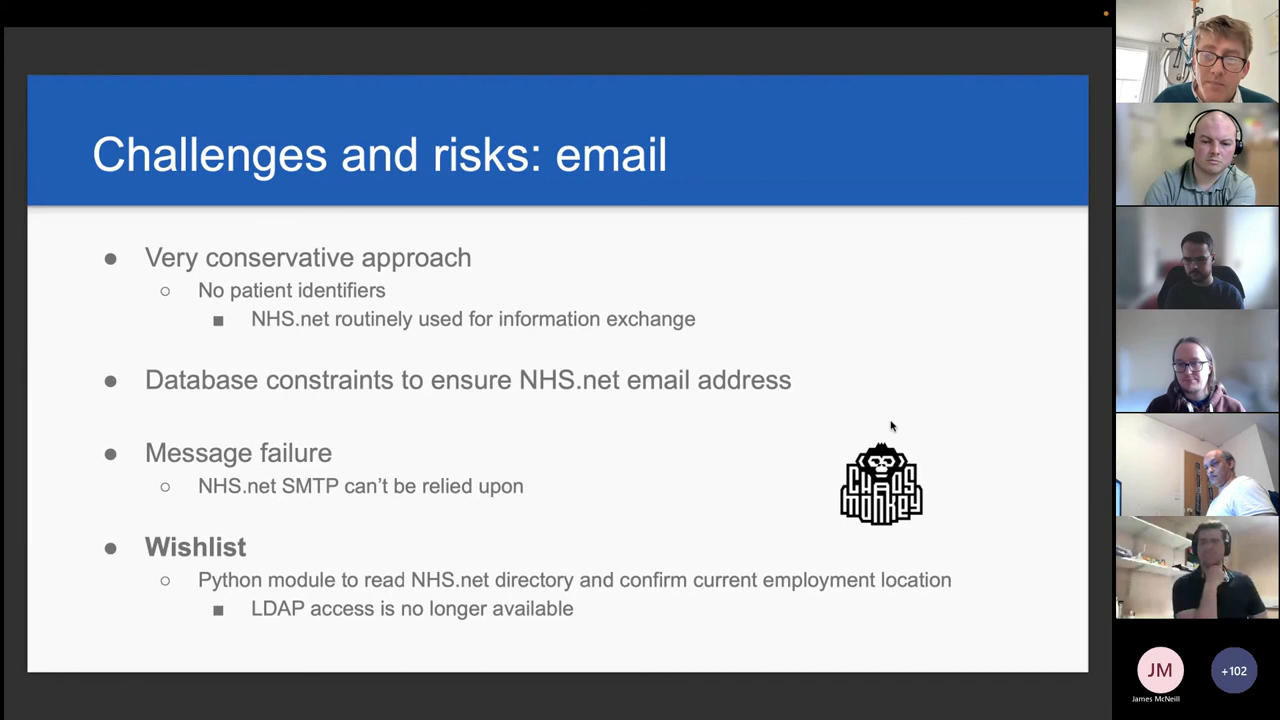 Challenges and risks: email
● Very conservative approach
○ No patient identifiers
■ NHS.net routinely used for information exchange
● Database constraints to ensure NHS.net email address
● Message failure
○ NHS.net SMTP can’t be relied upon
CHAOS
MONKEY
● Wishlist
○ Python module to read NHS.net directory and confirm current employment location
■ LDAP access is no longer available
JM
James McNeill
+102